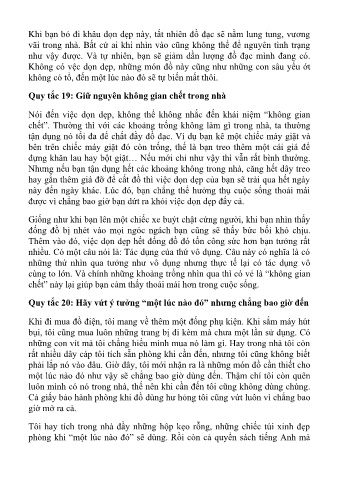 Khi bạn bỏ đi khâu dọn dẹp này, tất nhiên đồ đạc sẽ nằm lung tung, vương
vãi trong nhà. Bất cứ ai khi nhìn vào cũng không thể để nguyên tình trạng
như vậy được. Và tự nhiên, bạn sẽ giảm dần lượng đồ đạc mình đang có.
Không có việc dọn dẹp, những món đồ này cũng như những con sâu yêu ớt
không có tổ, đến một lúc nào đó sẽ tự biến mất thôi.
Quy tắc 19: Giữ nguyên không gian chết trong nhà
Nói đến việc dọn dẹp, không thể không nhắc đến khái niệm “không gian
chết”. Thường thì với các khoảng trống không làm gì trong nhà, ta thường
tận dụng nó tối đa để chất đầy đồ đạc. Ví dụ bạn kê một chiếc máy giặt và
bên trên chiếc máy giặt đó còn trống, thế là bạn treo thêm một cái giá để
đựng khăn lau hay bột giặt… Nếu mới chỉ như vậy thì vẫn rất bình thường.
Nhưng nếu bạn tận dụng hết các khoảng không trong nhà, căng hết dây treo
hay gắn thêm giá đỡ để cất đồ thì việc dọn dẹp của bạn sẽ trải qua hết ngày
này đến ngày khác. Lúc đó, bạn chẳng thể hưởng thụ cuộc sống thoải mái
được vì chẳng bao giờ bạn dứt ra khỏi việc dọn dẹp đấy cả.
Giống như khi bạn lên một chiếc xe buýt chật cứng người, khi bạn nhìn thấy
đống đồ bị nhét vào mọi ngóc ngách bạn cũng sẽ thấy bức bối khó chịu.
Thêm vào đó, việc dọn dẹp hết đống đồ đó tốn công sức hơn bạn tưởng rất
nhiều. Có một câu nói là: Tác dụng của thứ vô dụng. Câu này có nghĩa là có
những thứ nhìn qua tưởng như vô dụng nhưng thực tế lại có tác dụng vô
cùng to lớn. Và chính những khoảng trống nhìn qua thì có vẻ là “không gian
chết” này lại giúp bạn cảm thấy thoải mái hơn trong cuộc sống.
Quy tắc 20: Hãy vứt ý tưởng “một lúc nào đó” nhưng chẳng bao giờ đến
Khi đi mua đồ điện, tôi mang về thêm một đống phụ kiện. Khi sắm máy hút
bụi, tôi cũng mua luôn những trang bị đi kèm mà chưa một lần sử dụng. Có
những con vít mà tôi chẳng hiểu mình mua nó làm gì. Hay trong nhà tôi còn
rất nhiều dây cáp tôi tích sẵn phòng khi cần đến, nhưng tôi cũng không biết
phải lắp nó vào đâu. Giờ đây, tôi mới nhận ra là những món đồ cần thiết cho
một lúc nào đó như vậy sẽ chẳng bao giờ dùng đến. Thậm chí tôi còn quên
luôn mình có nó trong nhà, thế nên khi cần đến tôi cũng không dùng chúng.
Cả giấy bảo hành phòng khi đồ dùng hư hỏng tôi cũng vứt luôn vì chẳng bao
giờ mở ra cả.
Tôi hay tích trong nhà đầy những hộp kẹo rỗng, những chiếc túi xinh đẹp
phòng khi “một lúc nào đó” sẽ dùng. Rồi còn cả quyển sách tiếng Anh mà